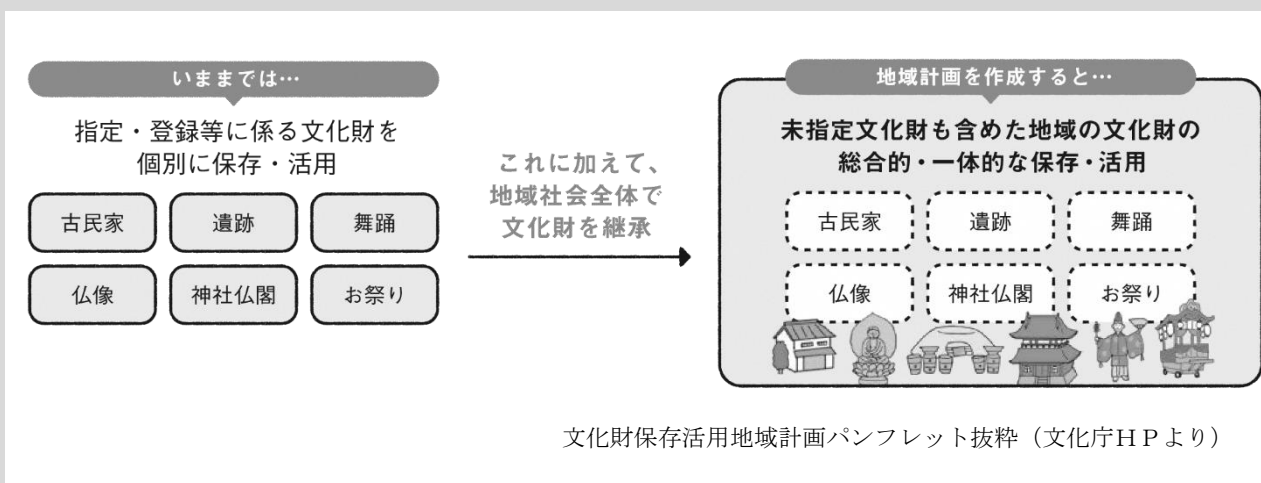 いままでは…
指定・登録等に係る文化財を
個別に保存・活用
古民家
遺跡
舞踊
仏像
神社仏閣
お祭り
これに加えて、
地域社会全体で
文化財を継承
地域計画を作成すると…
未指定文化財も含めた地域の文化財の
総合的・一体的な保存・活用
古民家
遺跡
舞踊
仏像
神社仏閣
お祭り
文化財保存活用地域計画パンフレット抜粋（文化庁ＨＰより）